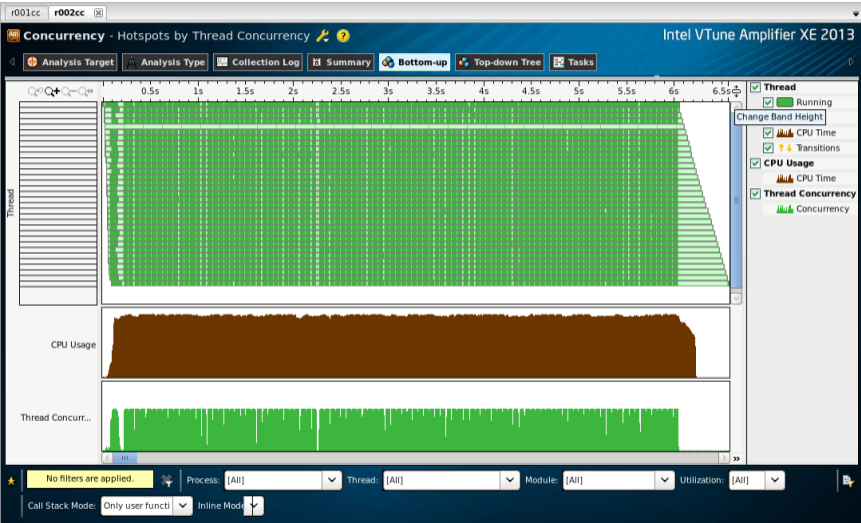 r001cc r002cc
Concurrency - Hotspots by Thread Concurrency ? Intel VTune Amplifier XE 2013
Analysis Target Analysis Type Collection Log Summary Bottom-up Top-down Tree Tasks
0.5s 1s 1.5s 2s 2.5s 3s 3.5s 4s 4.5s 5s 5.5s 6s 6.5s
Thread
Running
Change Band Height
CPU Time
Transitions
CPU Usage
CPU Time
Thread Concurrency
Concurrency
Thread
CPU Usage
Thread Concurr...
No filters are applied. Process: [All] Thread: [All] Module: [All] Utilization: [All]
Call Stack Mode: Only user functi Inline Mode